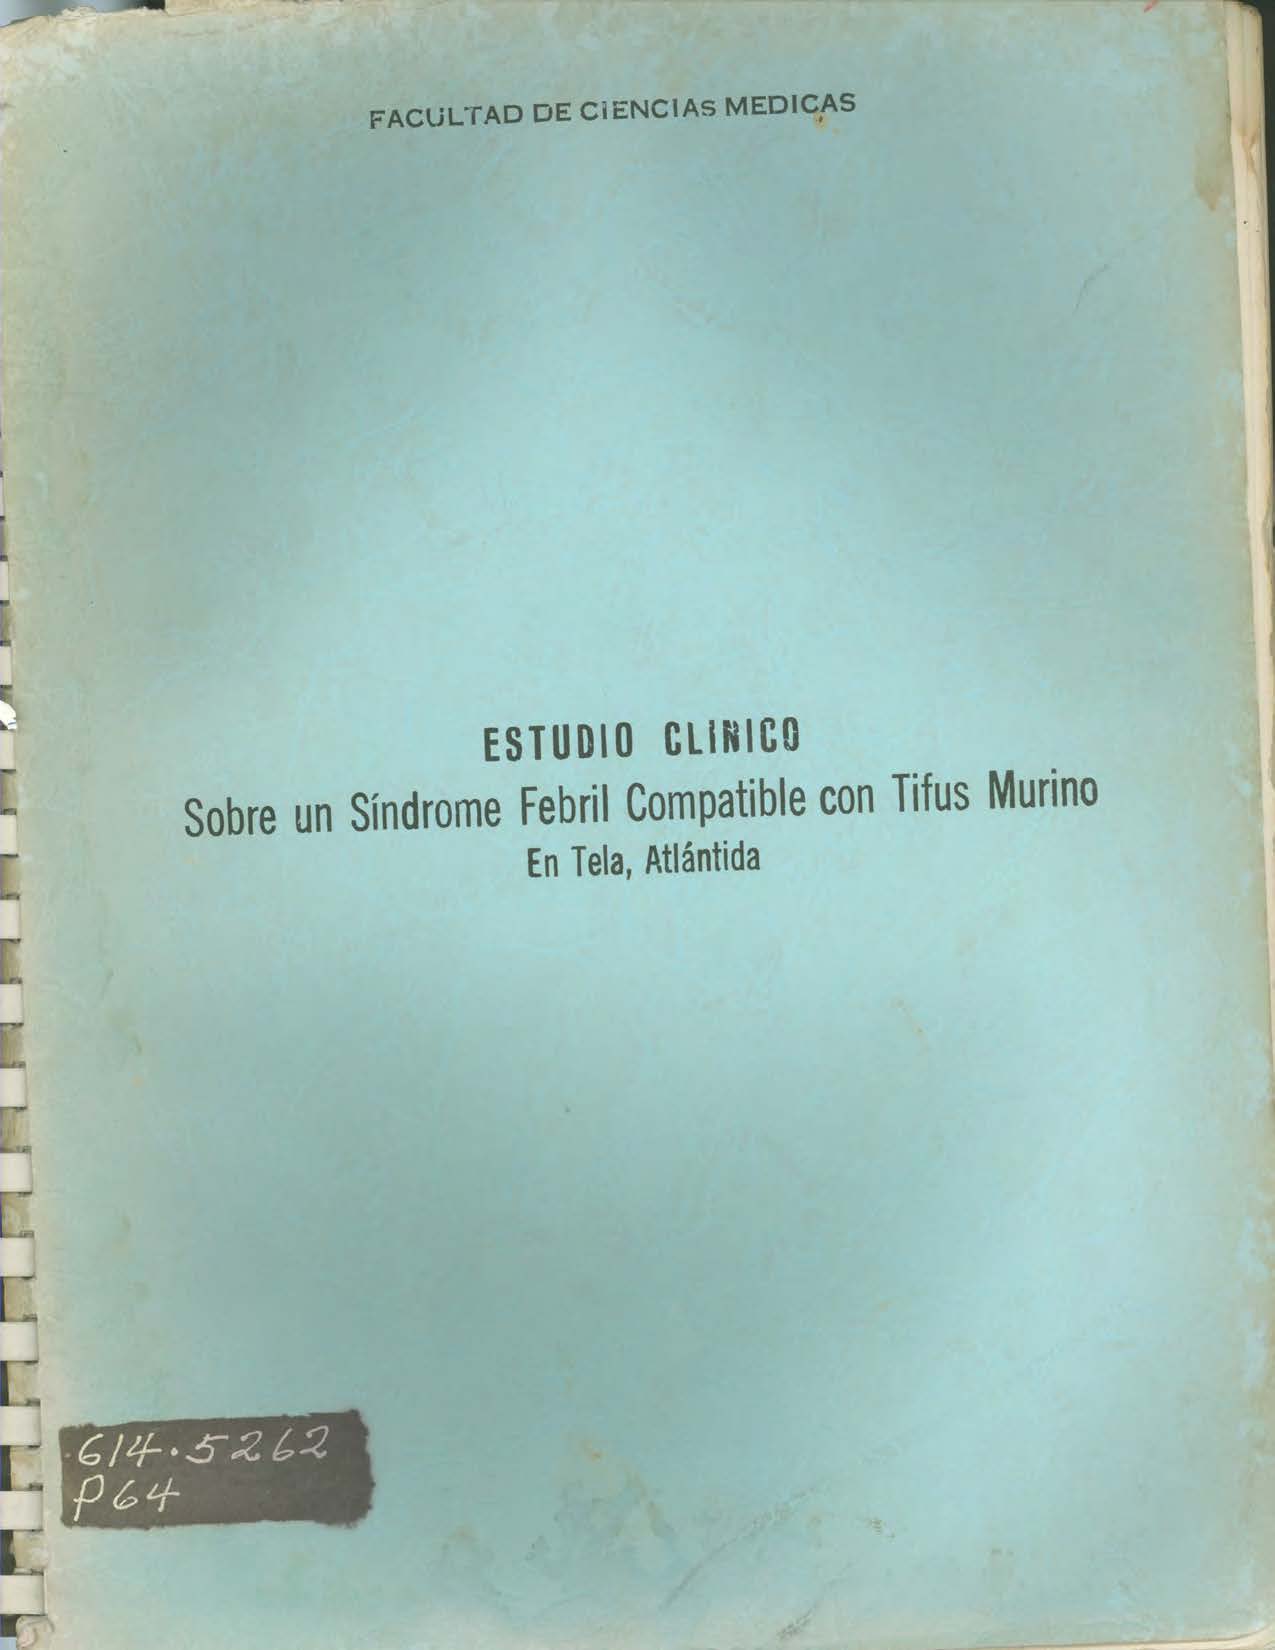 FACULTAD DE CIENCIAS MEDICAS
ESTUDIO CLINICO
Sobre un Síndrome Febril Compatible con Tifus Murino
En Tela, Atlántida
614.5262
P64